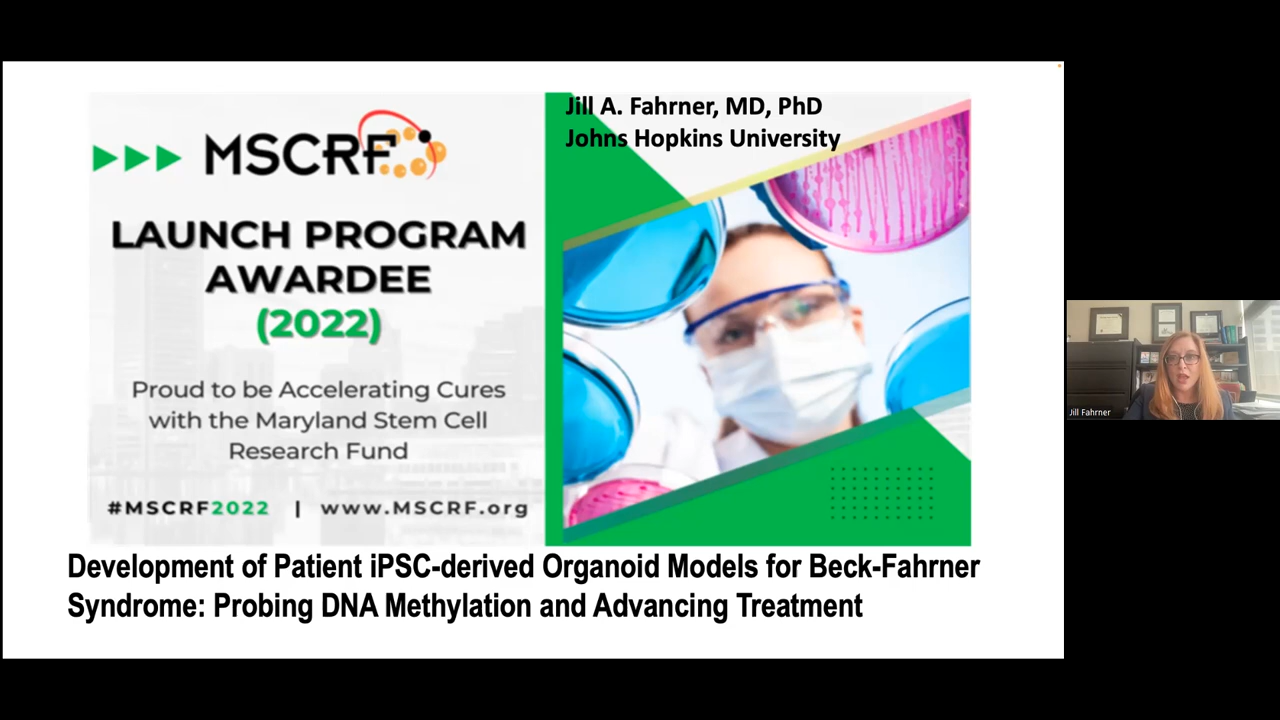 Jill A. Fahrner, MD, PhD
Johns Hopkins University
MSCRF
LAUNCH PROGRAM
AWARDEE
(2022)
Proud to be Accelerating Cures
with the Maryland Stem Cell
Research Fund
#MSCRF2022 | www.MSCRF.org
Development of Patient iPSC-derived Organoid Models for Beck-Fahrner
Syndrome: Probing DNA Methylation and Advancing Treatment
Jill Fahrner